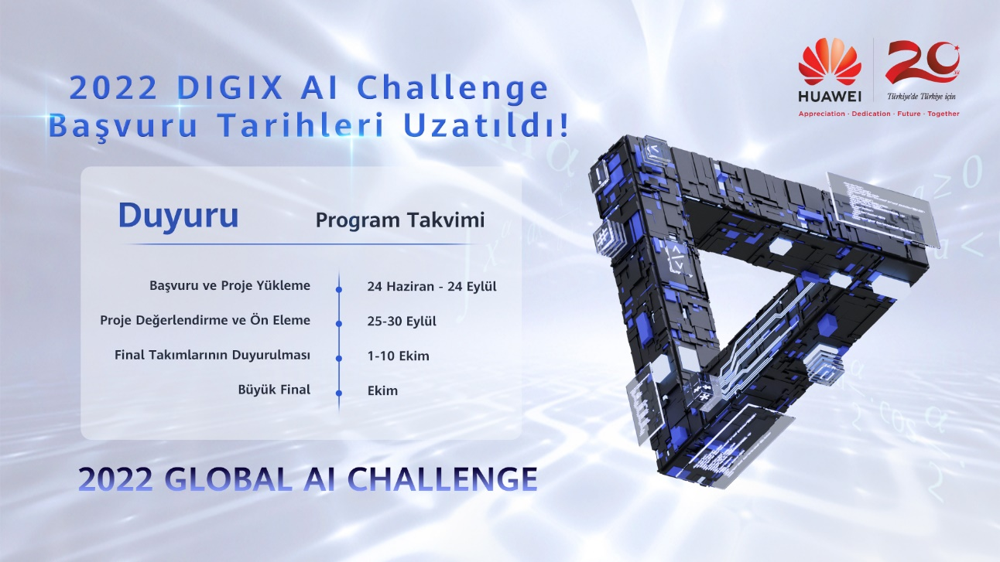 2022 DIGIX AI Challenge
Başvuru Tarihleri Uzatıldı!
HUAWEI
20.Yıl
Türkiye'de Türkiye için
Appreciation · Dedication · Future · Together
Duyuru
Program Takvimi
Başvuru ve Proje Yükleme
24 Haziran - 24 Eylül
Proje Değerlendirme ve Ön Eleme
25-30 Eylül
Final Takımlarının Duyurulması
1-10 Ekim
Büyük Final
Ekim
2022 GLOBAL AI CHALLENGE